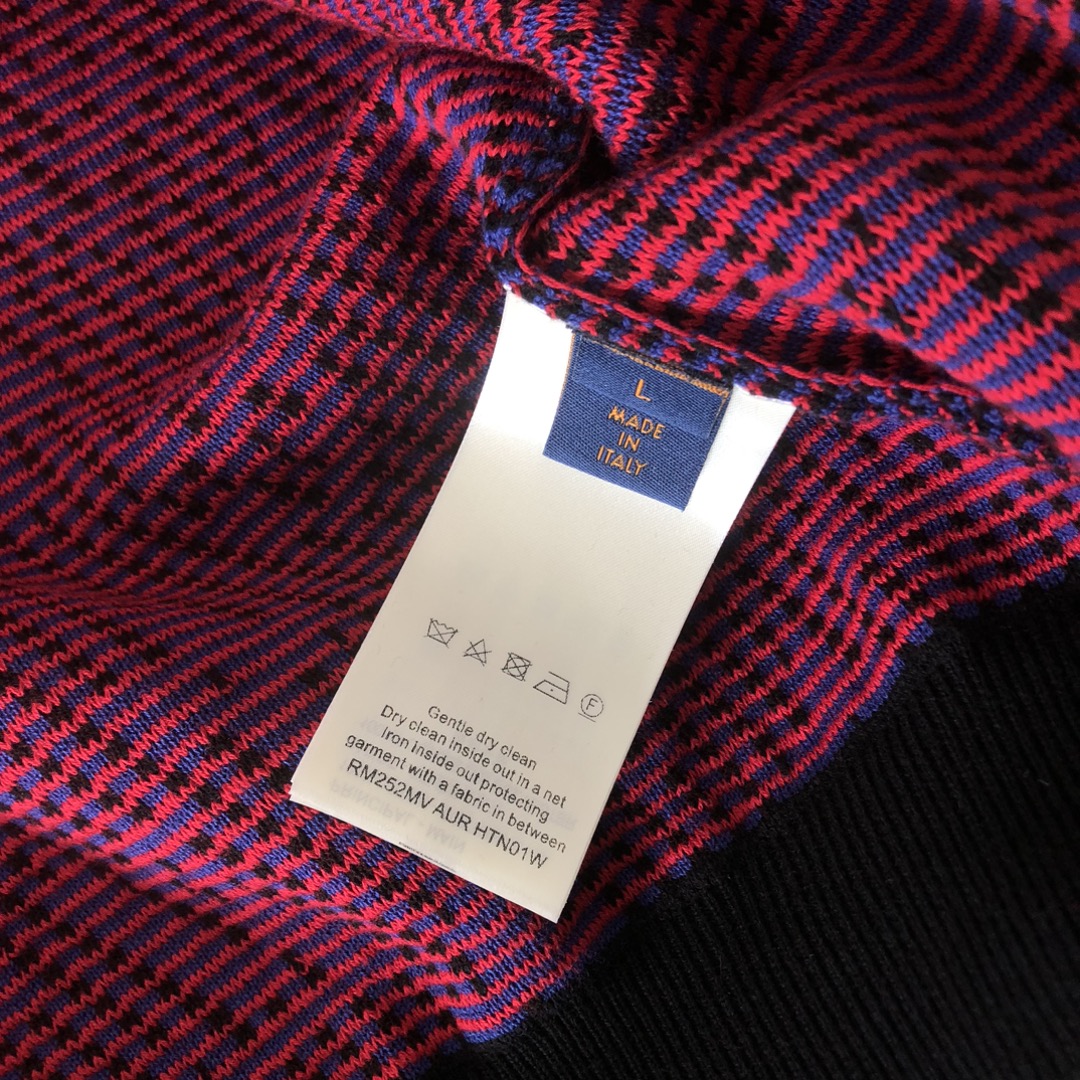 L
MADE
IN
ITALY
F
Gentle dry clean
Dry clean inside out in a net
Iron inside out protecting
garment with a fabric in between
RM252MV AUR HTN01W